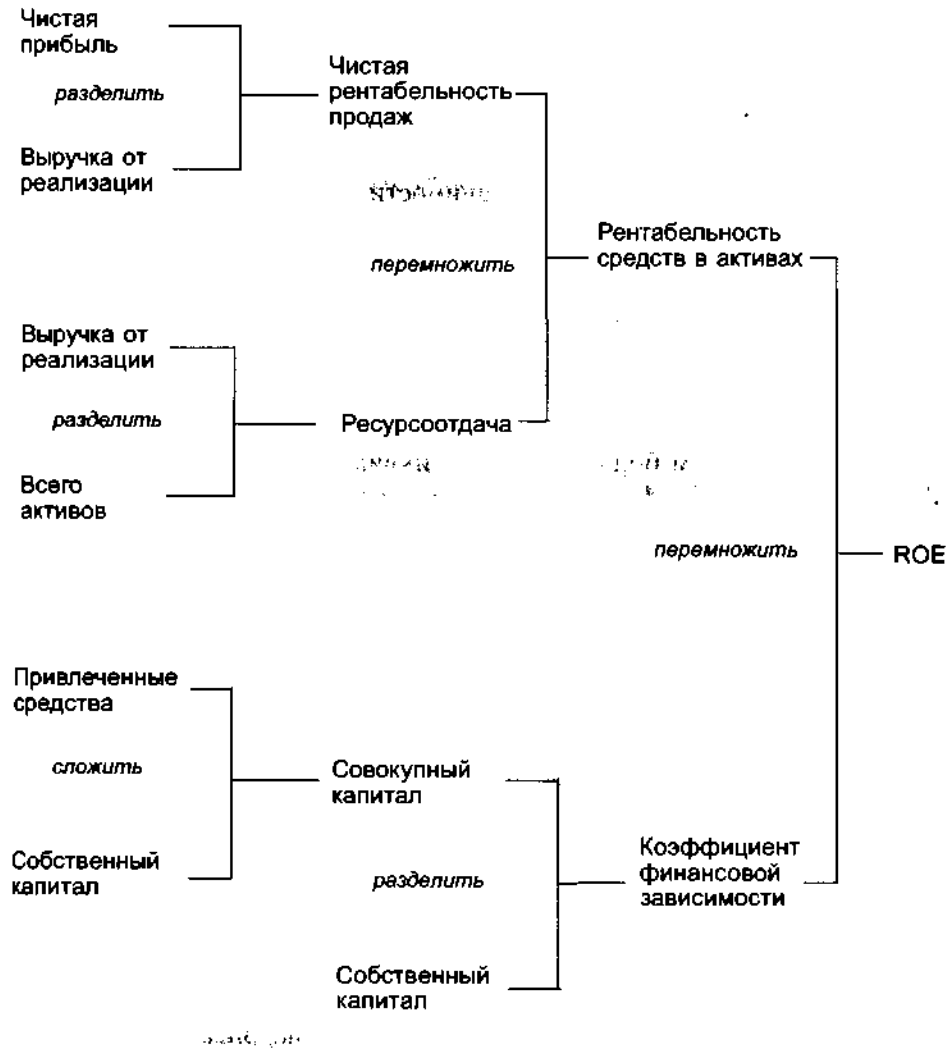 Чистая
прибыль
разделить
Выручка от
реализации
Чистая
рентабельность
продаж
перемножить
Выручка от
реализации
разделить
Всего
активов
Ресурсоотдача
Рентабельность
средств в активах
перемножить
ROE
Привлеченные
средства
сложить
Собственный
капитал
Совокупный
капитал
разделить
Собственный
капитал
Коэффициент
финансовой
зависимости